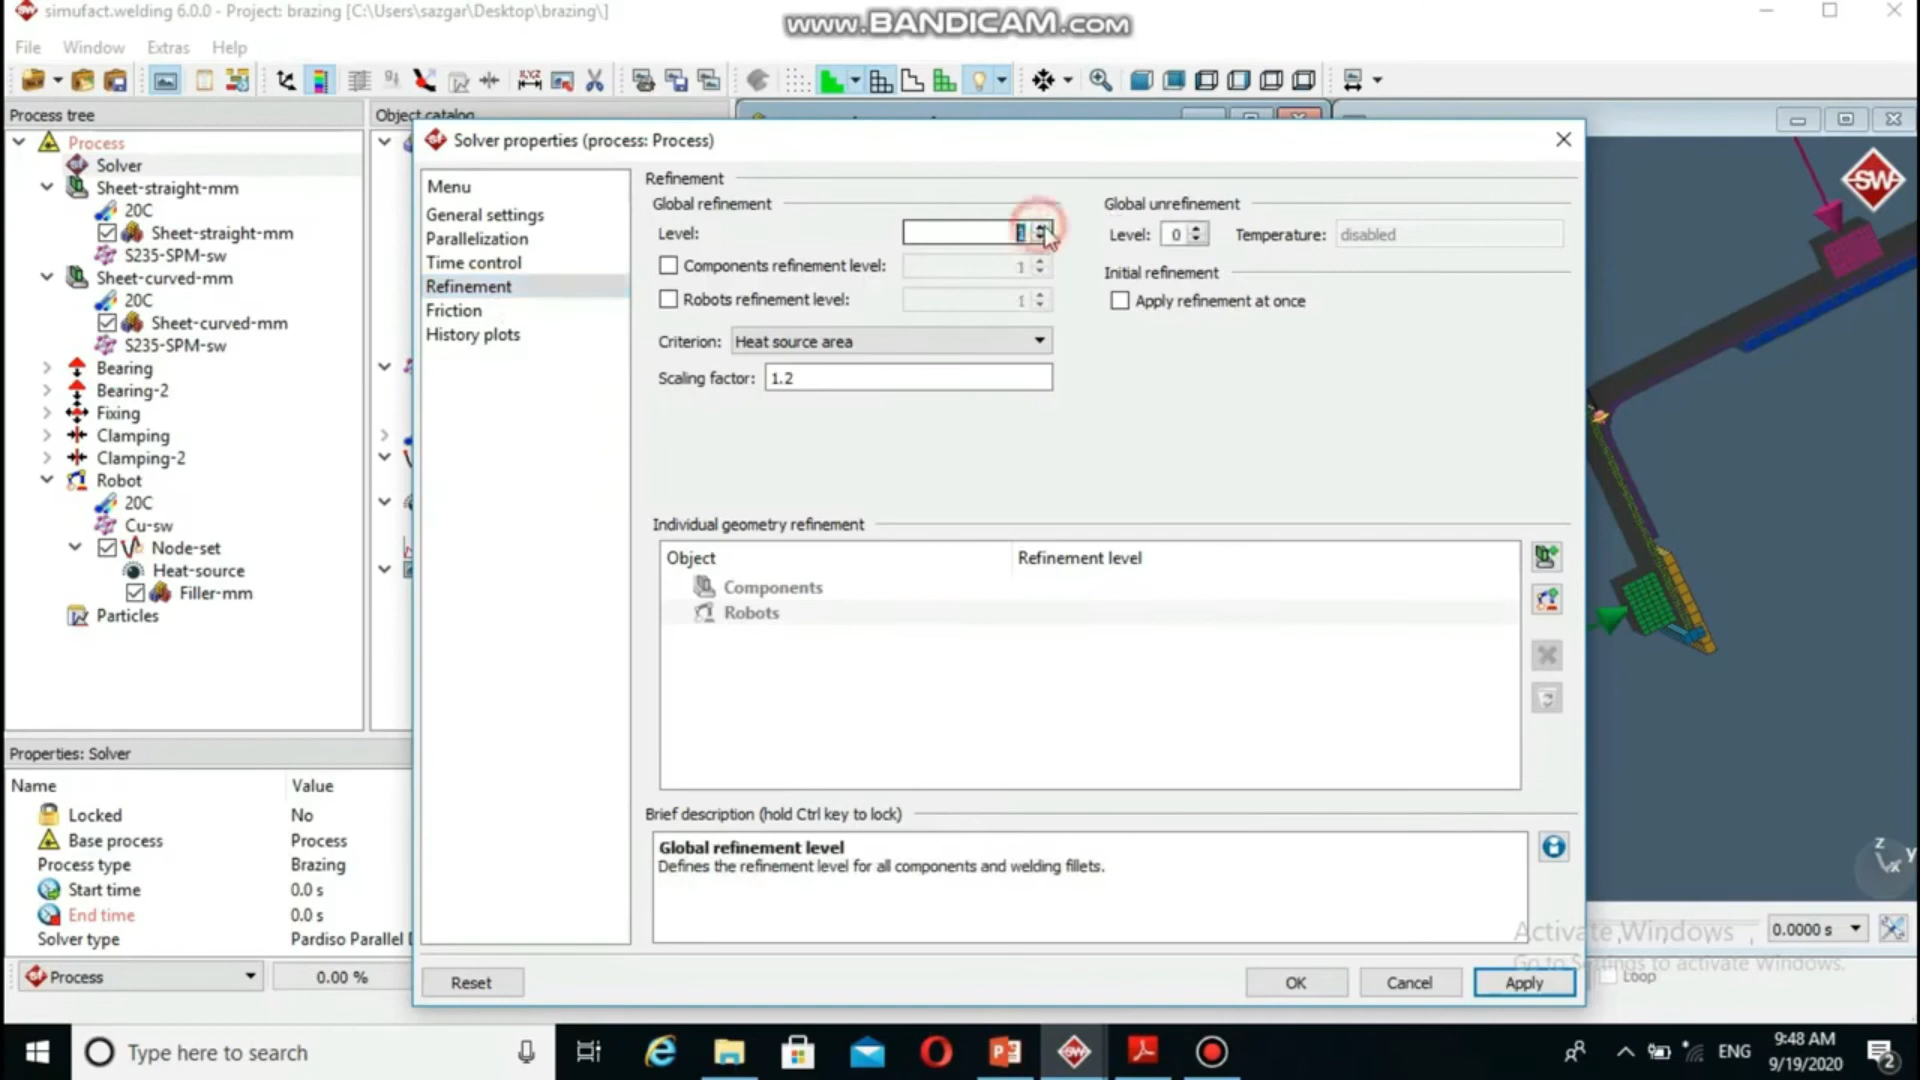 simufact.welding 6.0.0 - Project: brazing [C:\Users\sazgar\Desktop\brazing\]
www.BANDICAM.com
File Window Extras Help
Process tree
Object catalog
Process
Solver
Sheet-straight-mm
20C
Sheet-straight-mm
S235-SPM-sw
Sheet-curved-mm
20C
Sheet-curved-mm
S235-SPM-sw
Bearing
Bearing-2
Fixing
Clamping
Clamping-2
Robot
20C
Cu-sw
Node-set
Heat-source
Filler-mm
Particles
Properties: Solver
Name Value
Locked No
Base process Process
Process type Brazing
Start time 0.0 s
End time 0.0 s
Solver type Pardiso Parallel
Process 0.00 %
Solver properties (process: Process)
Menu
General settings
Parallelization
Time control
Refinement
Friction
History plots
Refinement
Global refinement
Level: 1
Components refinement level: 1
Robots refinement level: 1
Criterion: Heat source area
Scaling factor: 1.2
Global unrefinement
Level: 0 Temperature: disabled
Initial refinement
Apply refinement at once
Individual geometry refinement
Object Refinement level
Components
Robots
Brief description (hold Ctrl key to lock)
Global refinement level
Defines the refinement level for all components and welding fillets.
Reset OK Cancel Apply
SW
z
y
x
0.0000 s
Loop
Activate Windows
Go to Settings to activate Windows.
Type here to search
ENG
9:48 AM
9/19/2020
2